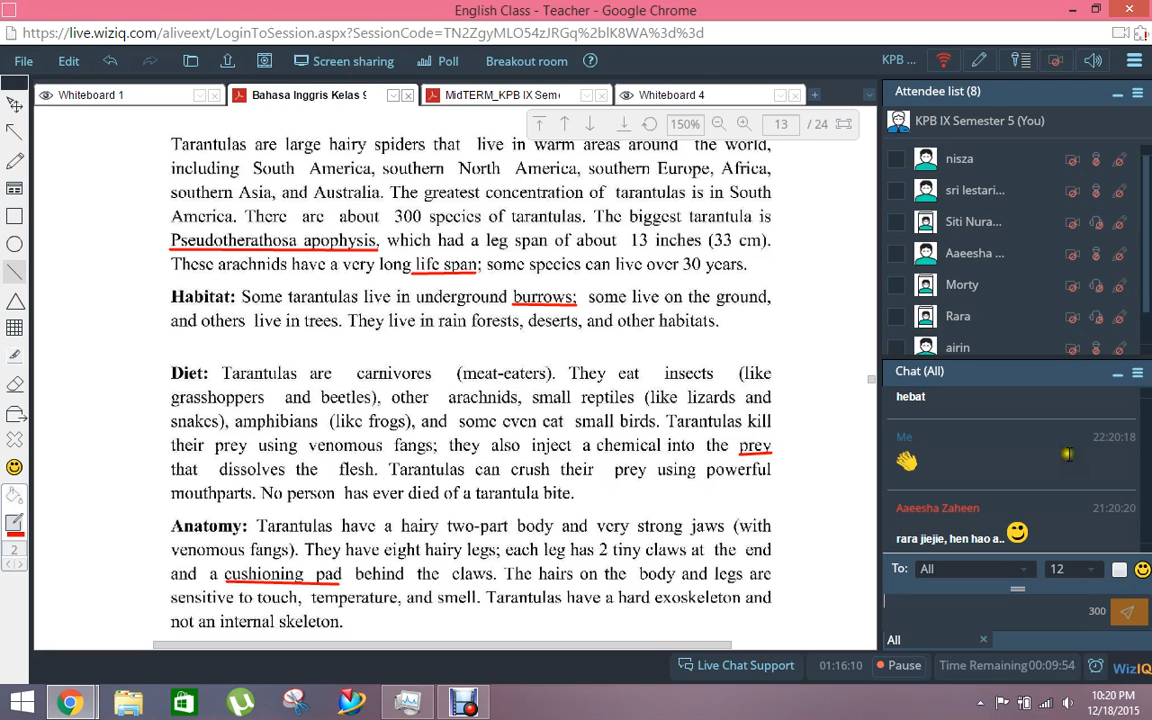 English Class - Teacher - Google Chrome
https://live.wiziq.com/aliveext/LoginToSession.aspx?SessionCode=TN2ZgyMLO54zJRGq%2blK8WA%3d%3d
File Edit Screen sharing Poll Breakout room KPB ...
Whiteboard 1 Bahasa Inggris Kelas 9 MidTERM_KPB IX Sem Whiteboard 4
150% 13 / 24
Tarantulas are large hairy spiders that live in warm areas around the world,
including South America, southern North America, southern Europe, Africa,
southern Asia, and Australia. The greatest concentration of tarantulas is in South
America. There are about 300 species of tarantulas. The biggest tarantula is
Pseudotherathosa apophysis, which had a leg span of about 13 inches (33 cm).
These arachnids have a very long life span; some species can live over 30 years.
Habitat: Some tarantulas live in underground burrows; some live on the ground,
and others live in trees. They live in rain forests, deserts, and other habitats.
Diet: Tarantulas are carnivores (meat-eaters). They eat insects (like
grasshoppers and beetles), other arachnids, small reptiles (like lizards and
snakes), amphibians (like frogs), and some even eat small birds. Tarantulas kill
their prey using venomous fangs; they also inject a chemical into the prey
that dissolves the flesh. Tarantulas can crush their prey using powerful
mouthparts. No person has ever died of a tarantula bite.
Anatomy: Tarantulas have a hairy two-part body and very strong jaws (with
venomous fangs). They have eight hairy legs; each leg has 2 tiny claws at the end
and a cushioning pad behind the claws. The hairs on the body and legs are
sensitive to touch, temperature, and smell. Tarantulas have a hard exoskeleton and
not an internal skeleton.
2
Attendee list (8)
KPB IX Semester 5 (You)
nisza
sri lestari...
Siti Nura...
Aaeesha ...
Morty
Rara
airin
Chat (All)
hebat
Me 22:20:18
Aaeesha Zaheen 21:20:20
rara jiejie, hen hao a..
To: All 12
300
All
Live Chat Support 01:16:10 Pause Time Remaining 00:09:54 WizIQ
10:20 PM
12/18/2015